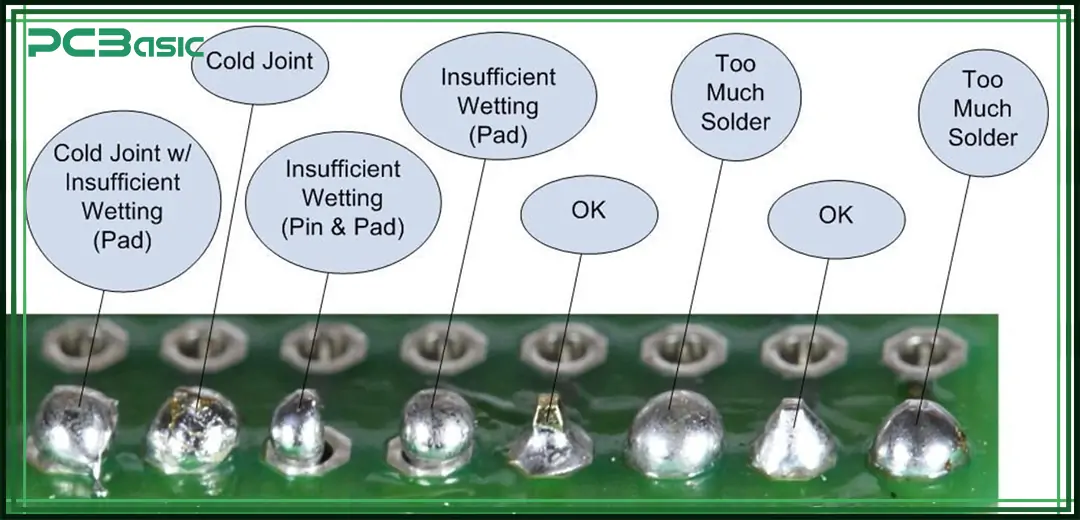 PCBasic
Cold Joint
Insufficient
Wetting
(Pad)
Too
Much
Solder
Too
Much
Solder
Cold Joint w/
Insufficient
Wetting
(Pad)
Insufficient
Wetting
(Pin & Pad)
OK
OK